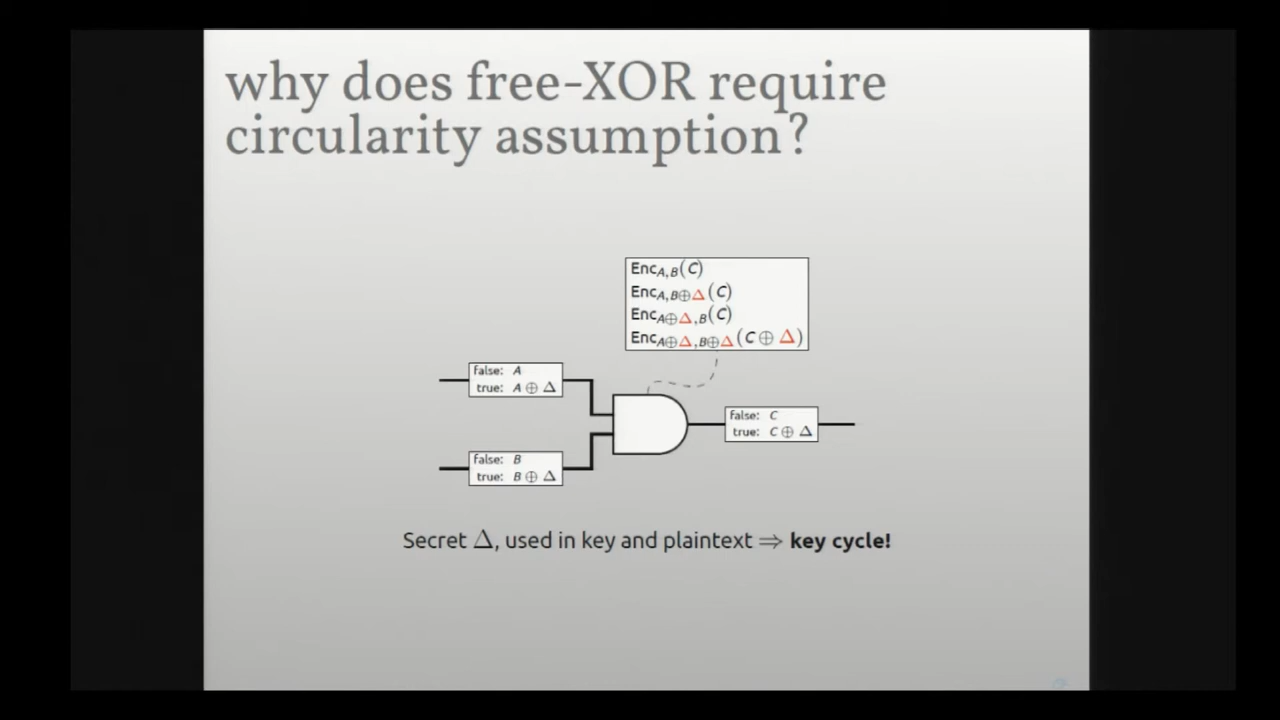 why does free-XOR require
circularity assumption?
Enc_{A,B}(C)
Enc_{A,B⊕Δ}(C)
Enc_{A⊕Δ,B}(C)
Enc_{A⊕Δ,B⊕Δ}(C ⊕ Δ)
false: A
true: A ⊕ Δ
false: C
true: C ⊕ Δ
false: B
true: B ⊕ Δ
Secret Δ, used in key and plaintext ⇒ key cycle!